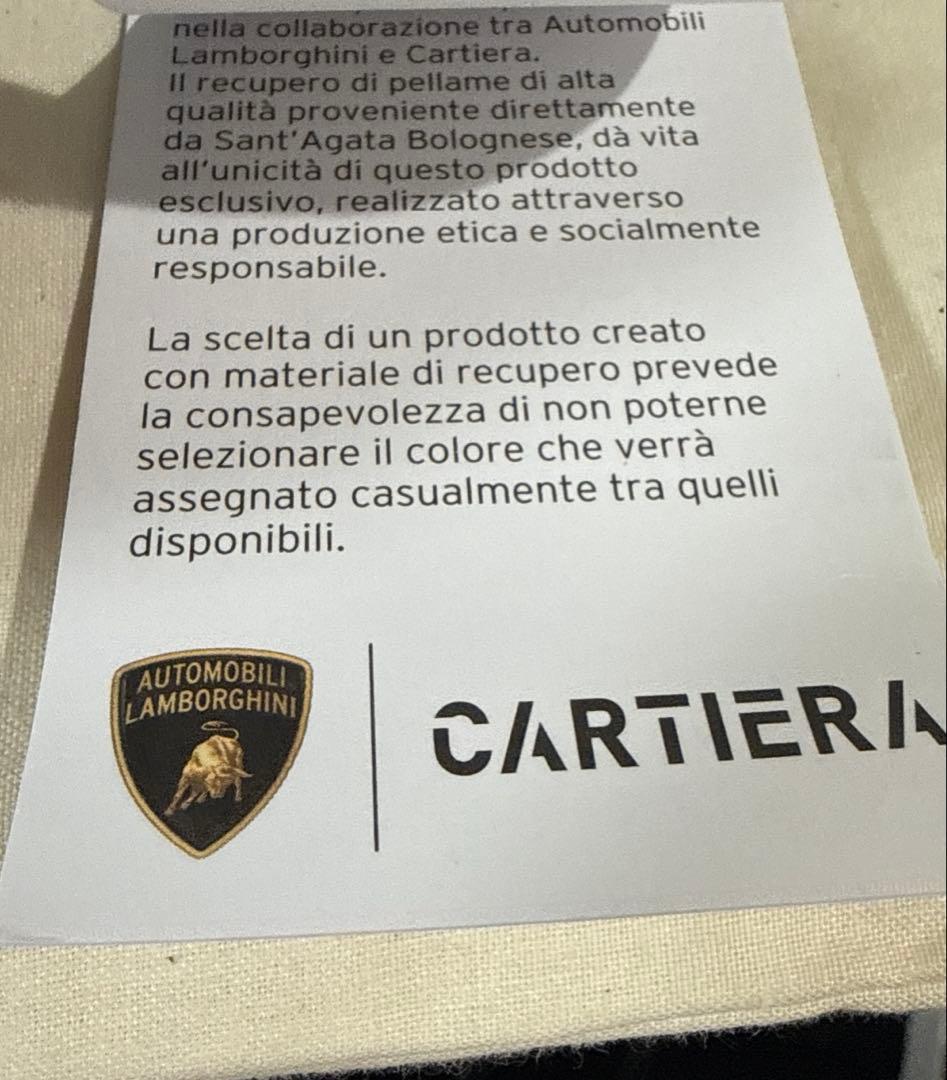 nella collaborazione tra Automobili
Lamborghini e Cartiera.
Il recupero di pellame di alta
qualità proveniente direttamente
da Sant'Agata Bolognese, dà vita
all'unicità di questo prodotto
esclusivo, realizzato attraverso
una produzione etica e socialmente
responsabile.
La scelta di un prodotto creato
con materiale di recupero prevede
la consapevolezza di non poterne
selezionare il colore che verrà
assegnato casualmente tra quelli
disponibili.
AUTOMOBILI
LAMBORGHINI
CARTIERA